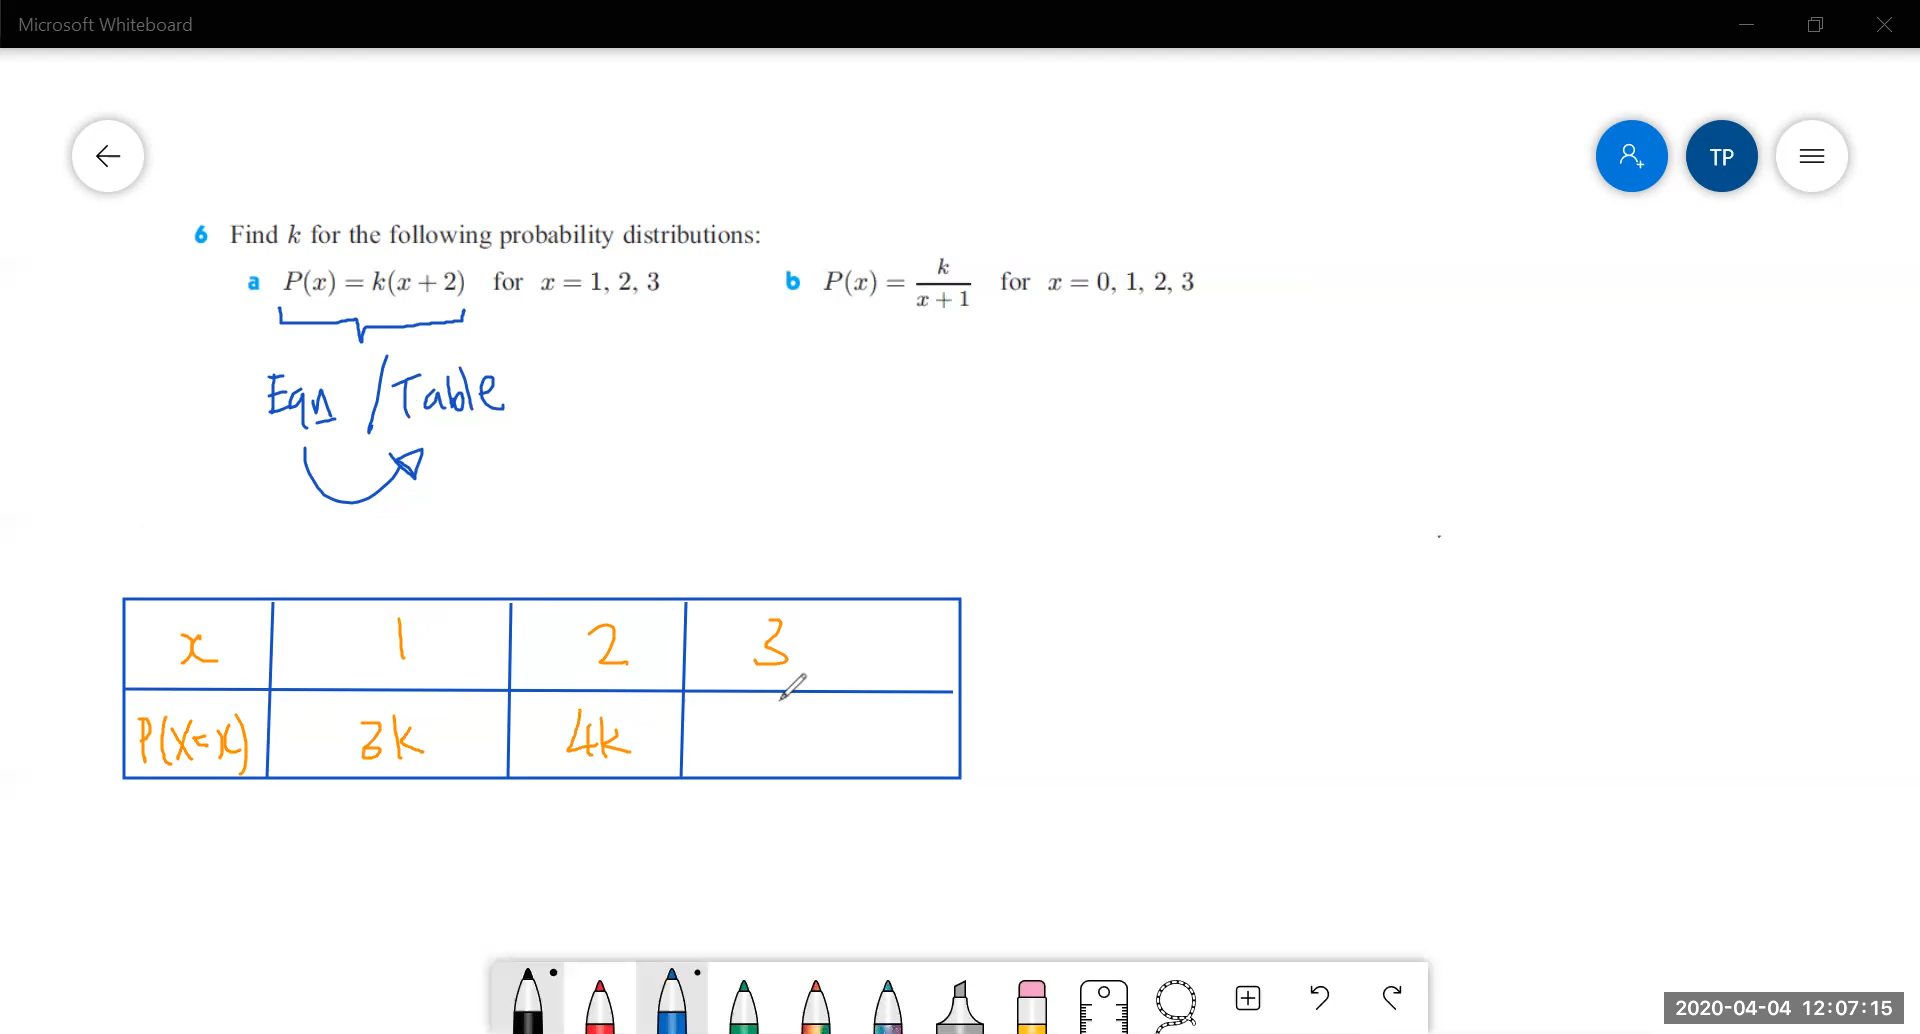 Microsoft Whiteboard
TP
6 Find k for the following probability distributions:
a P(x) = k(x + 2) for x = 1, 2, 3
b P(x) = k/(x + 1) for x = 0, 1, 2, 3
Eqn / Table
x 1 2 3
P(X=x) 3k 4k
2020-04-04 12:07:15